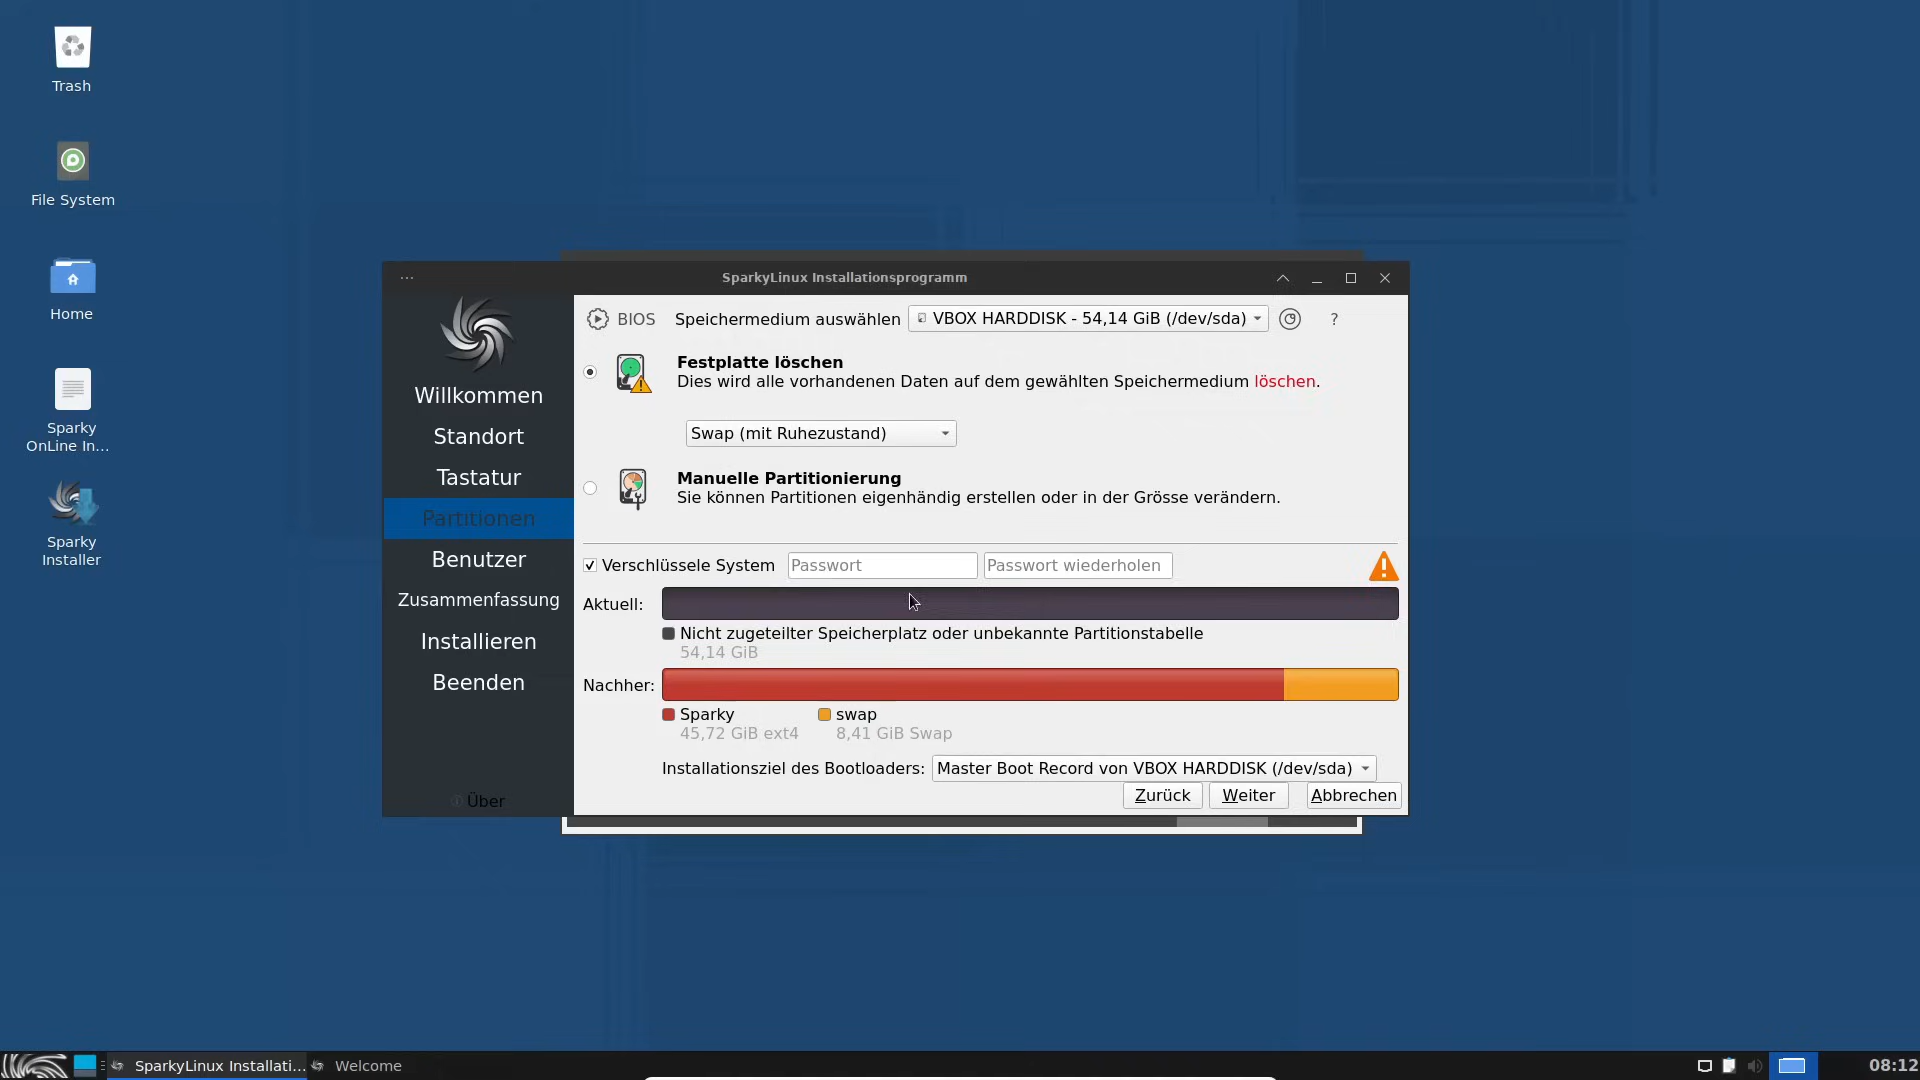 Trash
File System
Home
Sparky
OnLine In...
Sparky
Installer
SparkyLinux Installationsprogramm
Willkommen
Standort
Tastatur
Partitionen
Benutzer
Zusammenfassung
Installieren
Beenden
Über
BIOS Speichermedium auswählen VBOX HARDDISK - 54,14 GiB (/dev/sda) ?
Festplatte löschen
Dies wird alle vorhandenen Daten auf dem gewählten Speichermedium löschen.
Swap (mit Ruhezustand)
Manuelle Partitionierung
Sie können Partitionen eigenhändig erstellen oder in der Grösse verändern.
Verschlüssele System Passwort Passwort wiederholen
Aktuell:
Nicht zugeteilter Speicherplatz oder unbekannte Partitionstabelle
54,14 GiB
Nachher:
Sparky swap
45,72 GiB ext4 8,41 GiB Swap
Installationsziel des Bootloaders: Master Boot Record von VBOX HARDDISK (/dev/sda)
Zurück Weiter Abbrechen
SparkyLinux Installati... Welcome 08:12